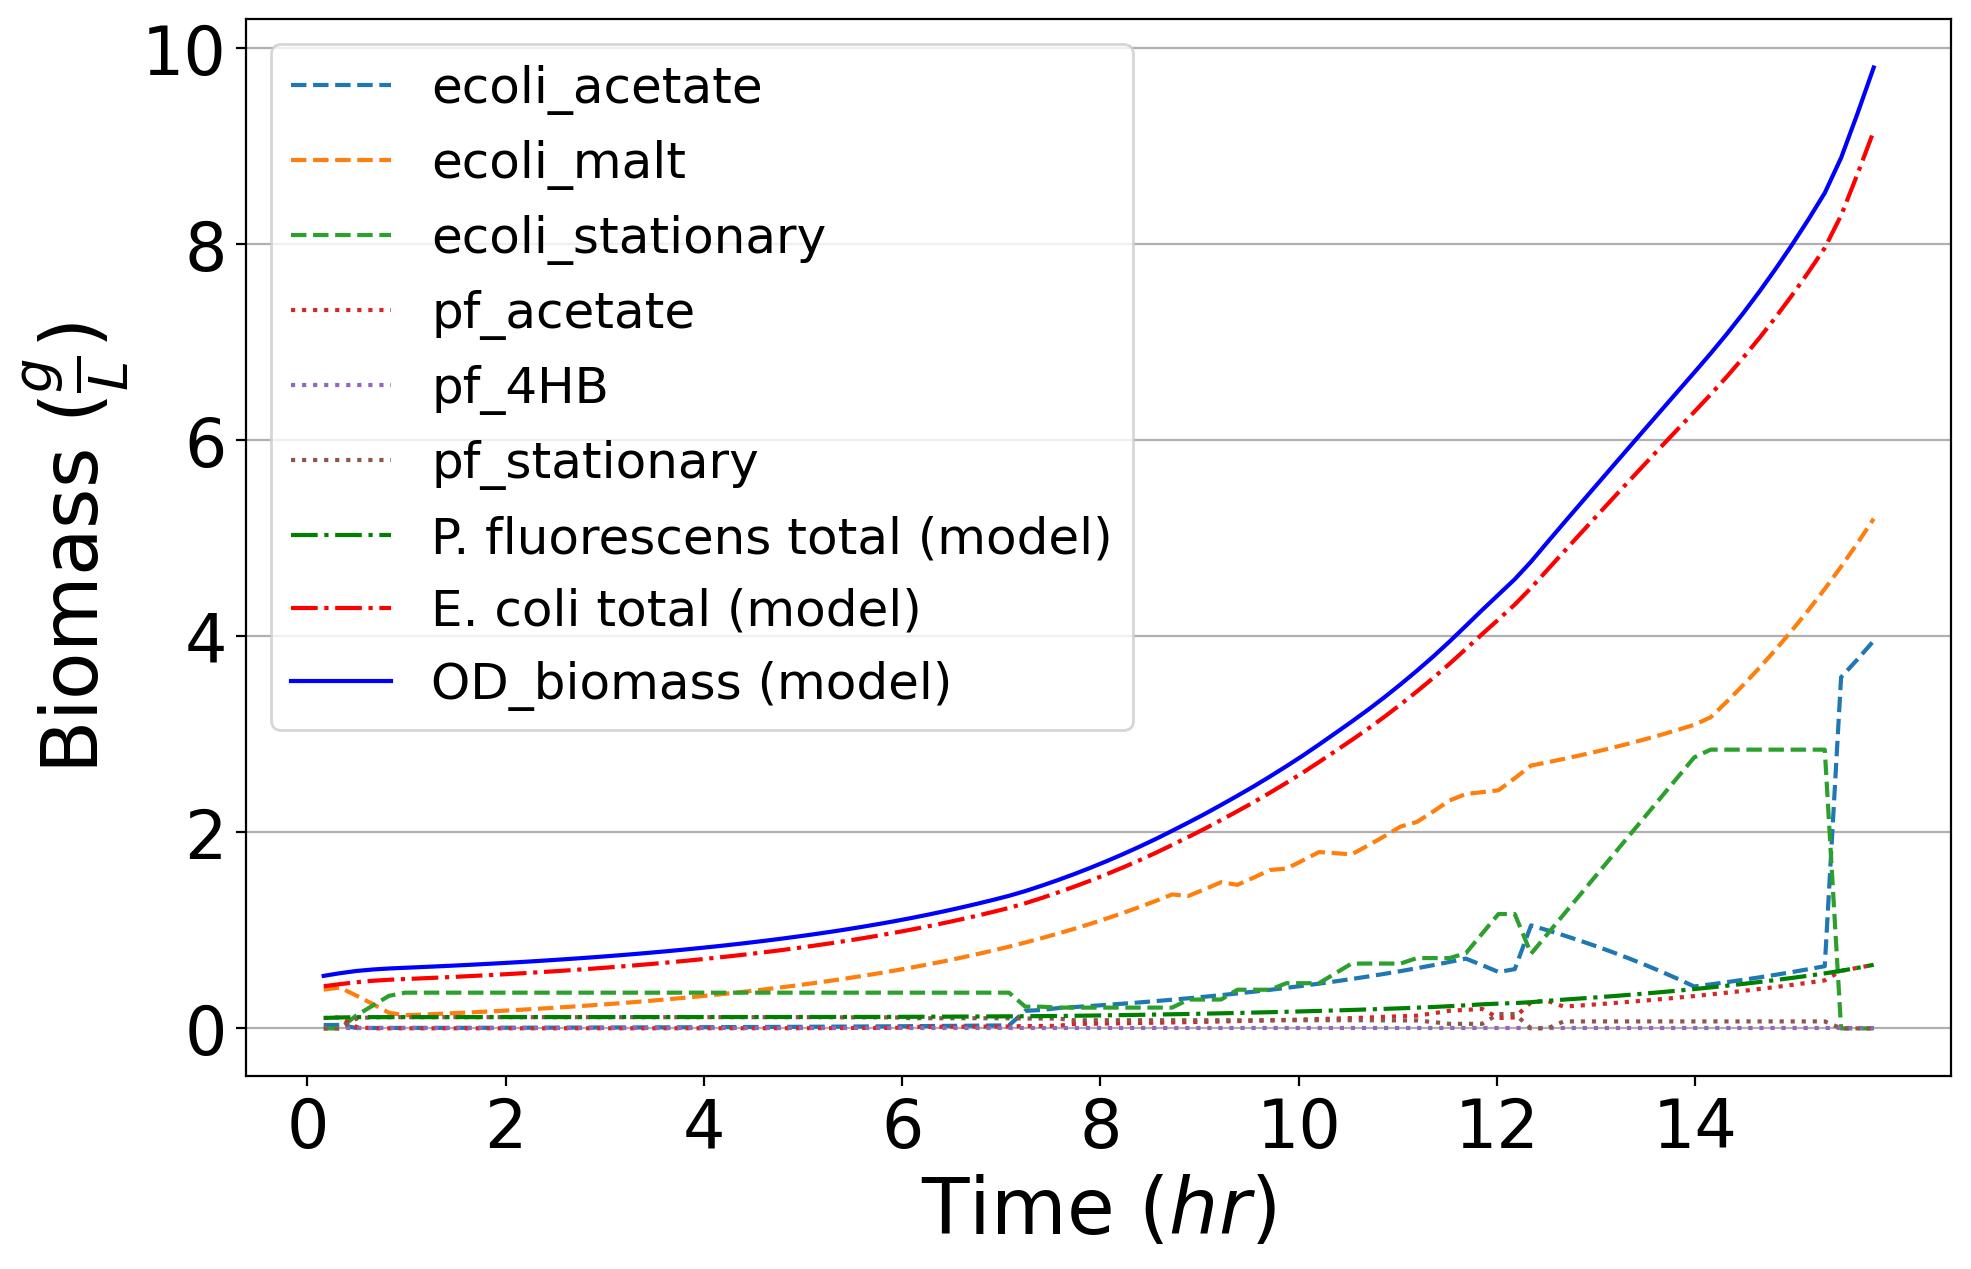 10
8
6
4
2
0
Biomass (g/L)
ecoli_acetate
ecoli_malt
ecoli_stationary
pf_acetate
pf_4HB
pf_stationary
P. fluorescens total (model)
E. coli total (model)
OD_biomass (model)
0 2 4 6 8 10 12 14
Time (hr)